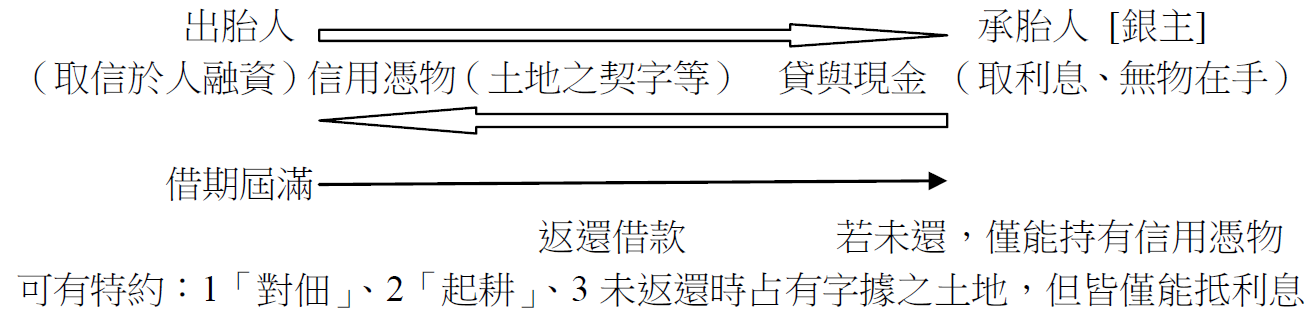 出胎人 承胎人 [銀主]
（取信於人融資）信用憑物（土地之契字等） 貸與現金 （取利息、無物在手）
借期屆滿
返還借款 若未還，僅能持有信用憑物
可有特約：1「對佃」、2「起耕」、3 未返還時占有字據之土地，但皆僅能抵利息